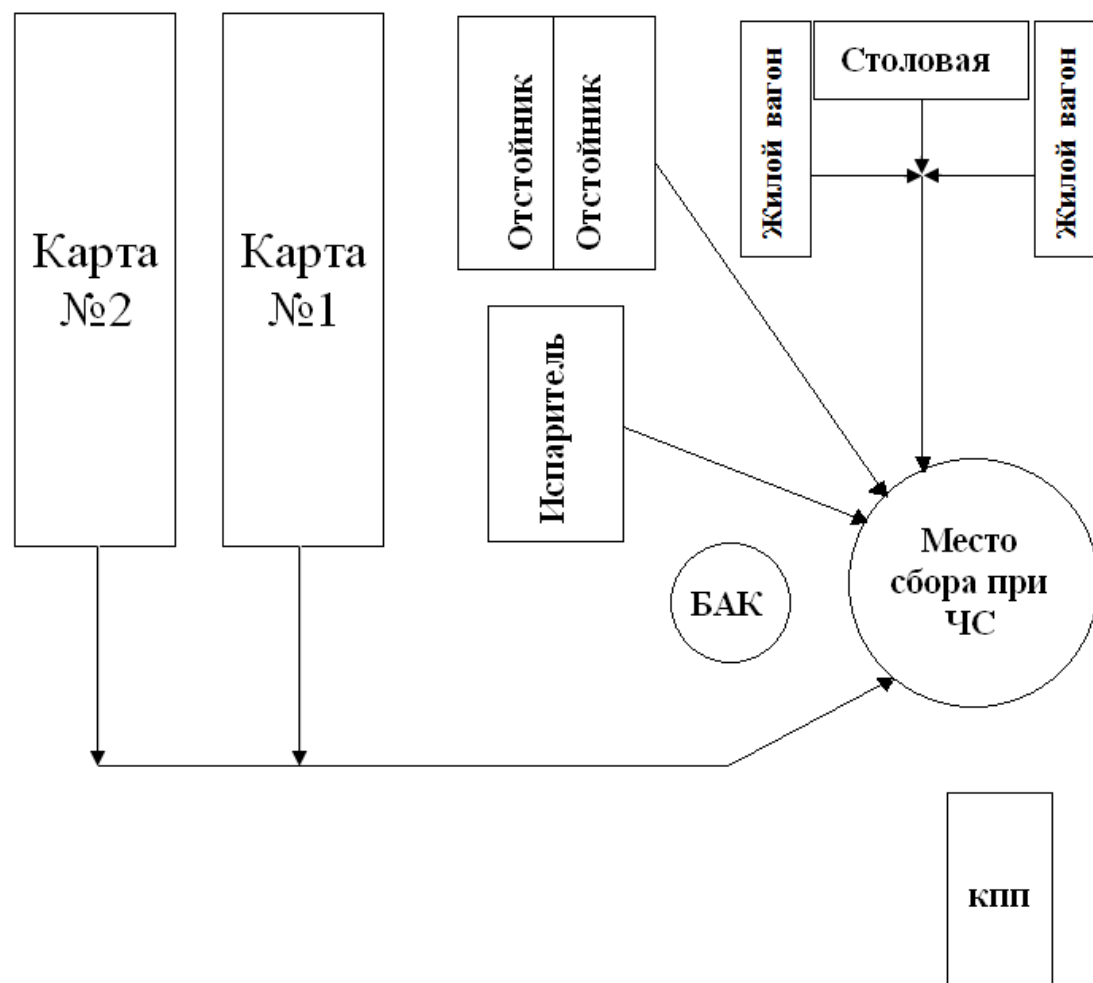 Карта
№2
Карта
№1
Отстойник
Отстойник
Жилой вагон
Столовая
Жилой вагон
Испаритель
БАК
Место
сбора при
ЧС
КПП